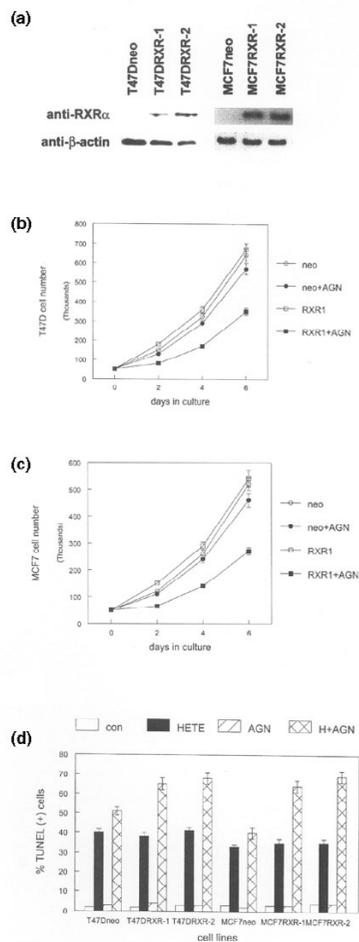 (a)
T47Dneo
T47DRXR-1
T47DRXR-2
MCF7neo
MCF7RXR-1
MCF7RXR-2
anti-RXRα
anti-β-actin
(b)
T47D cell number
(Thousands)
800
700
600
500
400
300
200
100
0
0 2 4 6
days in culture
neo
neo+AGN
RXR1
RXR1+AGN
(c)
MCF7 cell number
(Thousands)
600
500
400
300
200
100
0
0 2 4 6
days in culture
neo
neo+AGN
RXR1
RXR1+AGN
(d)
con HETE AGN H+AGN
% TUNEL (+) cells
80
70
60
50
40
30
20
10
0
T47Dneo T47DRXR-1 T47DRXR-2 MCF7neo MCF7RXR-1 MCF7RXR-2
cell lines